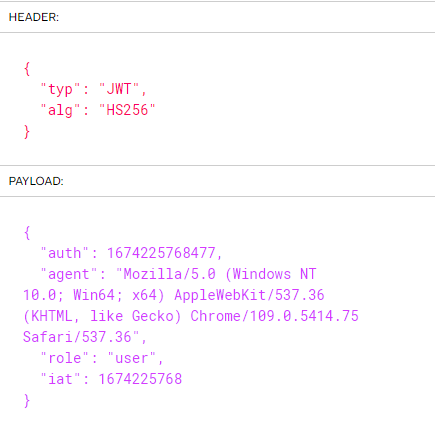 HEADER:
{
"typ": "JWT",
"alg": "HS256"
}
PAYLOAD:
{
"auth": 1674225768477,
"agent": "Mozilla/5.0 (Windows NT
10.0; Win64; x64) AppleWebKit/537.36
(KHTML, like Gecko) Chrome/109.0.5414.75
Safari/537.36",
"role": "user",
"iat": 1674225768
}